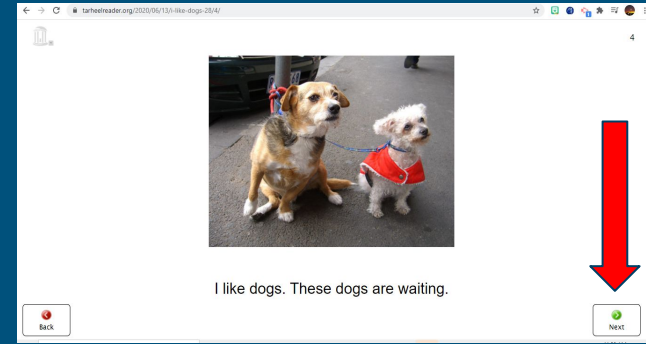 tarheelreader.org/2020/06/13/i-like-dogs-28/4/
4
I like dogs. These dogs are waiting.
Back
Next